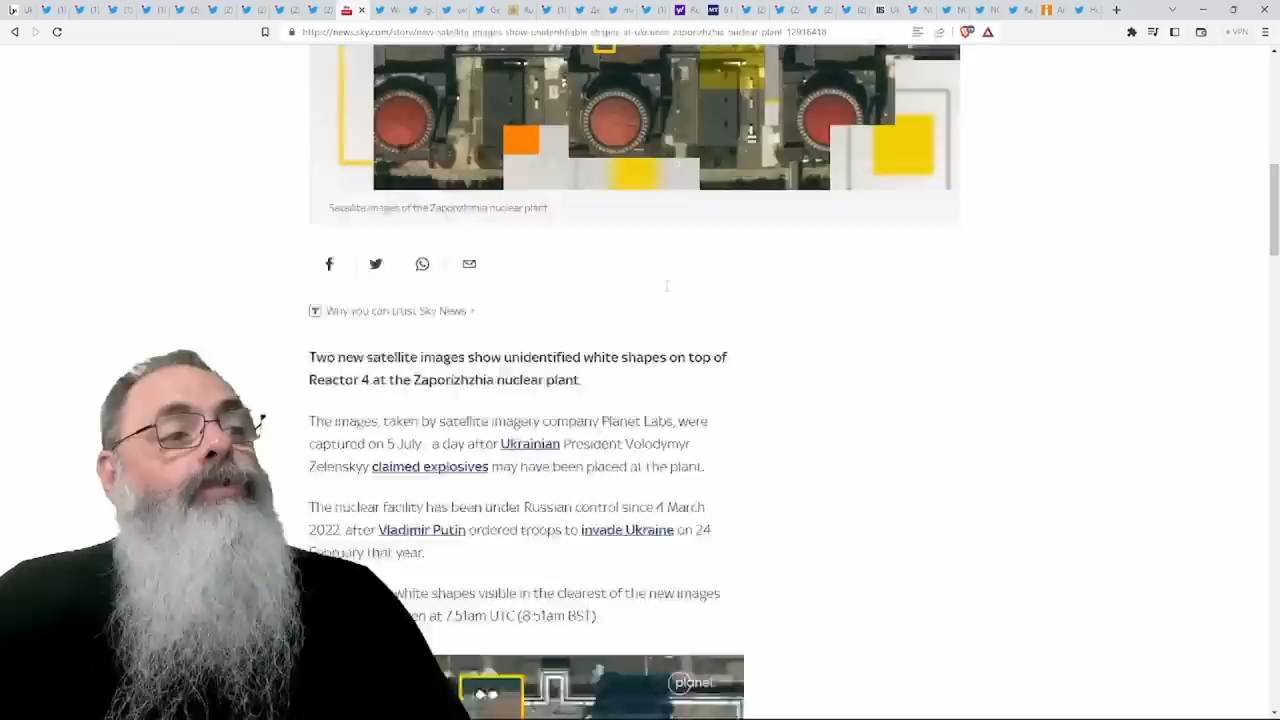 https://news.sky.com/story/new-satellite-images-show-unidentifiable-shapes-at-ukraines-zaporizhzhia-nuclear-plant-12916418
VPN
Satellite images of the Zaporizhzhia nuclear plant
Why you can trust Sky News >
Two new satellite images show unidentified white shapes on top of
Reactor 4 at the Zaporizhzhia nuclear plant.
The images, taken by satellite imagery company Planet Labs, were
captured on 5 July - a day after Ukrainian President Volodymyr
Zelenskyy claimed explosives may have been placed at the plant.
The nuclear facility has been under Russian control since 4 March
2022, after Vladimir Putin ordered troops to invade Ukraine on 24
February that year.
white shapes visible in the clearest of the new images
en at 7.51am UTC (8.51am BST)
planet.